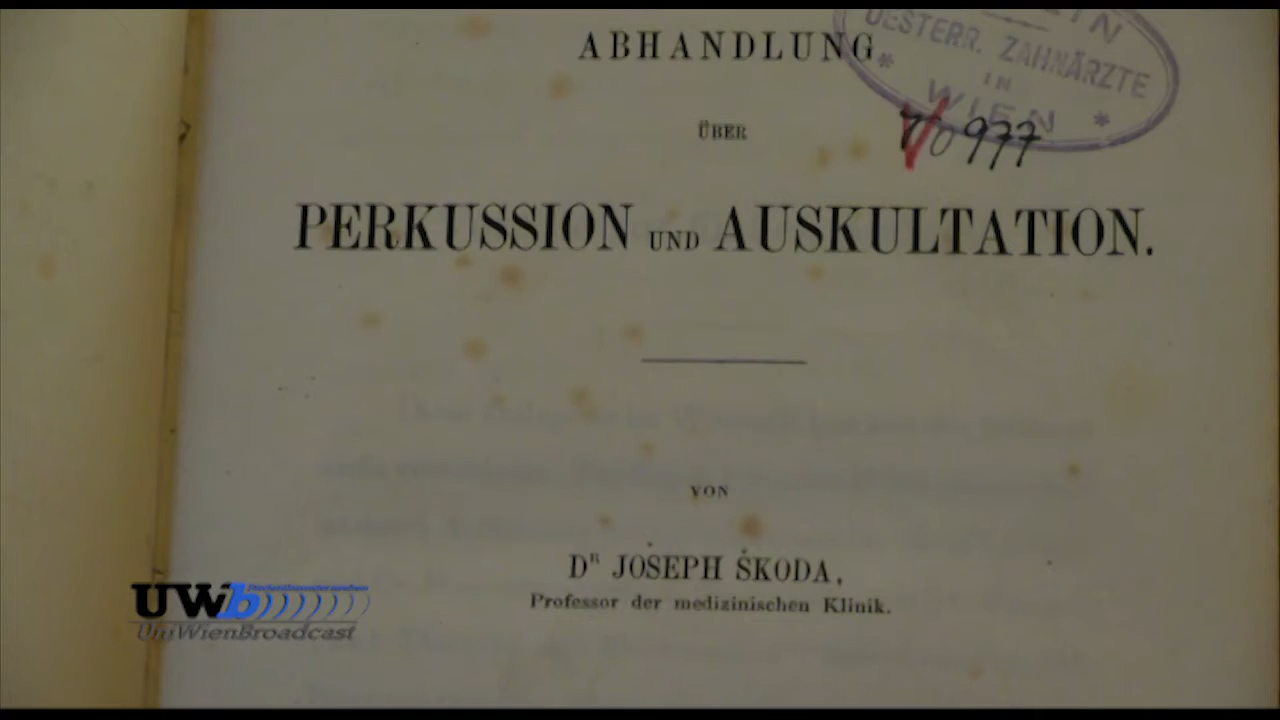 ABHANDLUNG
ÜBER
PERKUSSION UND AUSKULTATION.
VON
DR JOSEPH ŠKODA,
Professor der medizinischen Klinik.
OESTERR. ZAHNÄRZTE
IN
* WIEN *
977
UWb
UniWienBroadcast